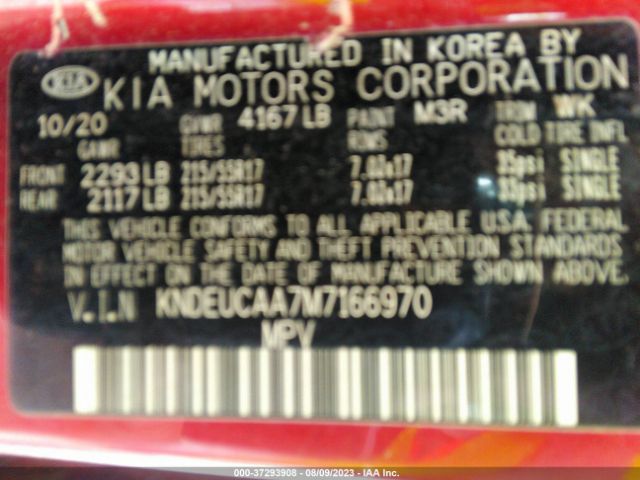 MANUFACTURED IN KOREA BY
KIA KIA MOTORS CORPORATION
10/20 GVWR 4167 LB PAINT M3R TRIM WK
GAWR TIRES RIMS COLD TIRE INFL
FRONT 2293 LB 215/55R17 7.0Jx17 35psi SINGLE
REAR 2117 LB 215/55R17 7.0Jx17 35psi SINGLE
THIS VEHICLE CONFORMS TO ALL APPLICABLE U.S.A. FEDERAL
MOTOR VEHICLE SAFETY AND THEFT PREVENTION STANDARDS
IN EFFECT ON THE DATE OF MANUFACTURE SHOWN ABOVE.
V.I.N KNDEUCAA7M7166970
MPV
000-37293908 - 08/09/2023 - IAA Inc.